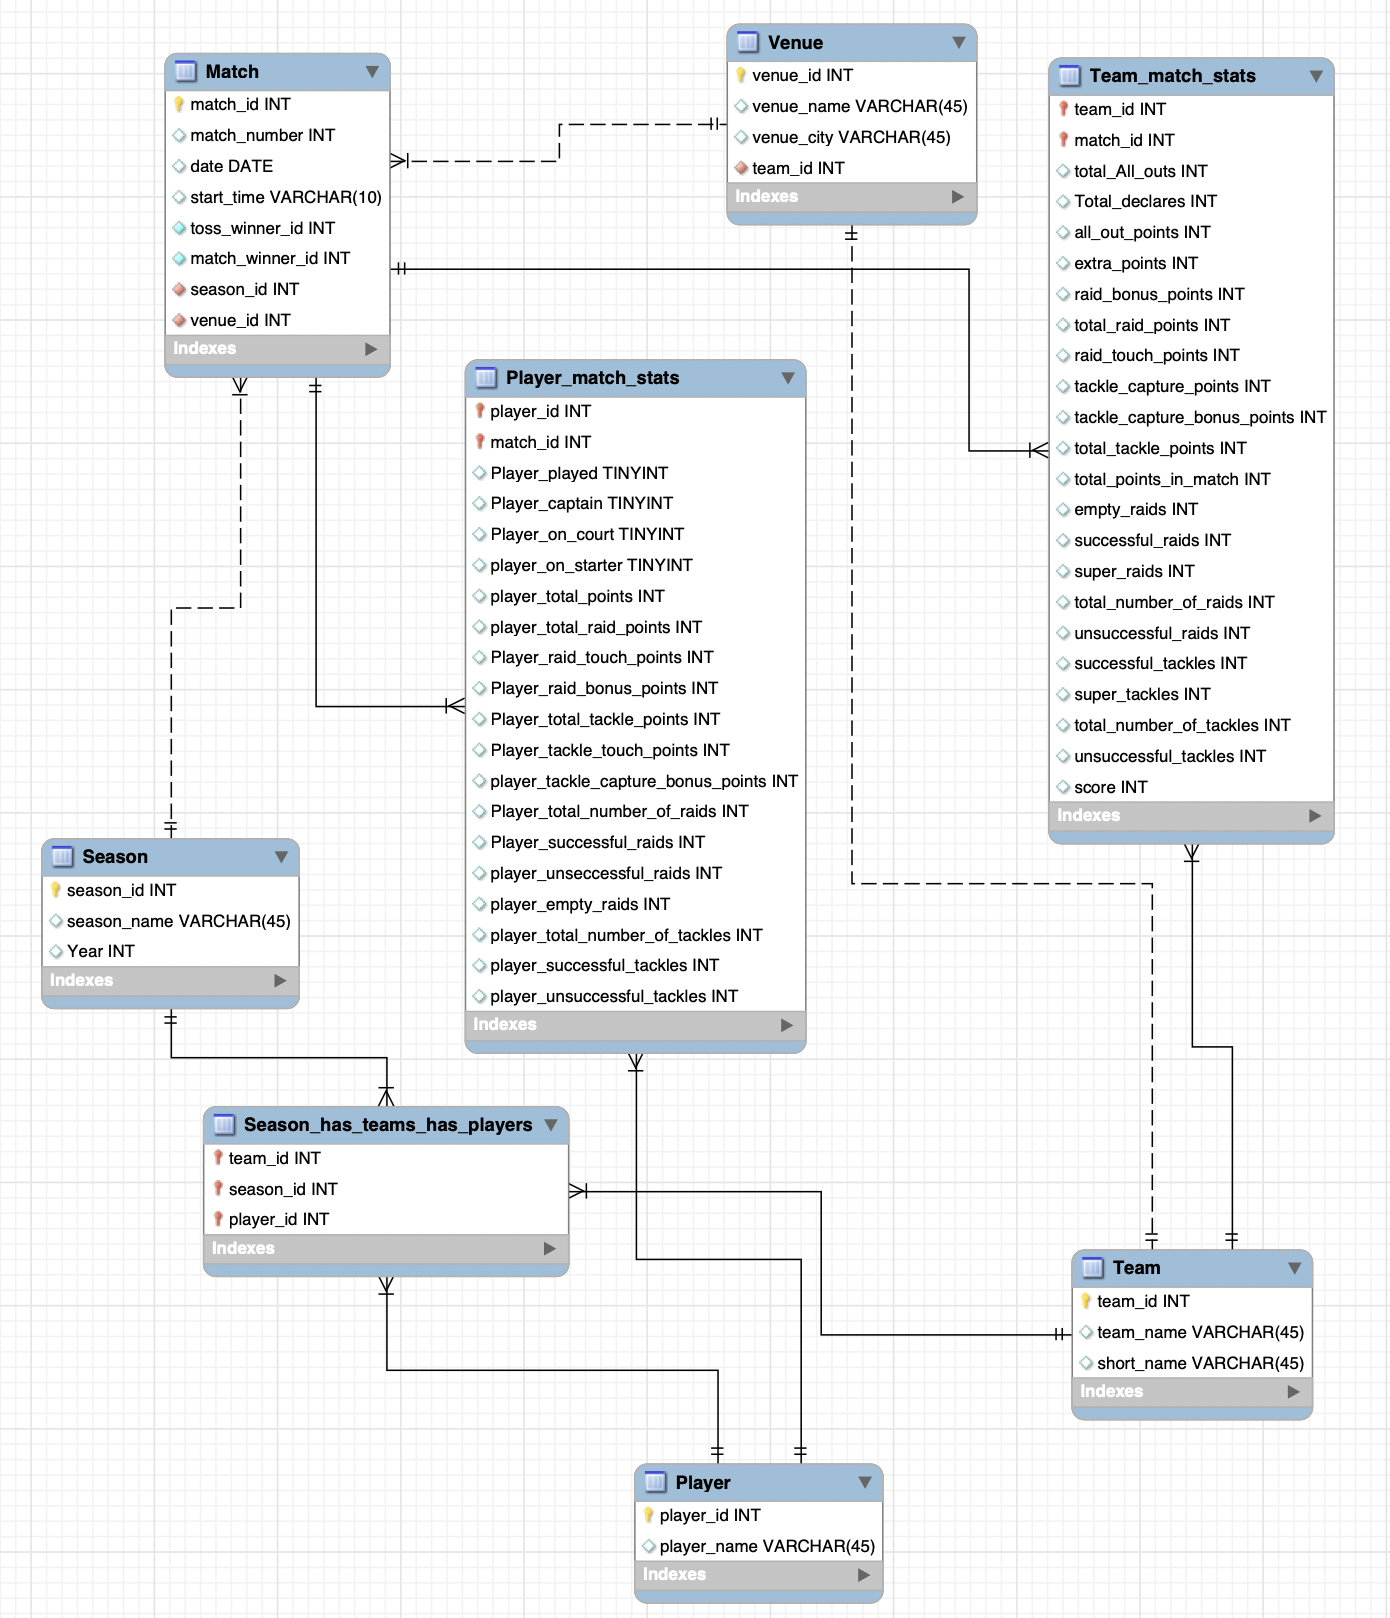 Match
match_id INT
match_number INT
date DATE
start_time VARCHAR(10)
toss_winner_id INT
match_winner_id INT
season_id INT
venue_id INT
Indexes
Venue
venue_id INT
venue_name VARCHAR(45)
venue_city VARCHAR(45)
team_id INT
Indexes
Team_match_stats
team_id INT
match_id INT
total_All_outs INT
Total_declares INT
all_out_points INT
extra_points INT
raid_bonus_points INT
total_raid_points INT
raid_touch_points INT
tackle_capture_points INT
tackle_capture_bonus_points INT
total_tackle_points INT
total_points_in_match INT
empty_raids INT
successful_raids INT
super_raids INT
total_number_of_raids INT
unsuccessful_raids INT
successful_tackles INT
super_tackles INT
total_number_of_tackles INT
unsuccessful_tackles INT
score INT
Indexes
Player_match_stats
player_id INT
match_id INT
Player_played TINYINT
Player_captain TINYINT
Player_on_court TINYINT
player_on_starter TINYINT
player_total_points INT
player_total_raid_points INT
Player_raid_touch_points INT
Player_raid_bonus_points INT
Player_total_tackle_points INT
Player_tackle_touch_points INT
player_tackle_capture_bonus_points INT
Player_total_number_of_raids INT
Player_successful_raids INT
player_unseccessful_raids INT
player_empty_raids INT
player_total_number_of_tackles INT
player_successful_tackles INT
player_unsuccessful_tackles INT
Indexes
Season
season_id INT
season_name VARCHAR(45)
Year INT
Indexes
Season_has_teams_has_players
team_id INT
season_id INT
player_id INT
Indexes
Team
team_id INT
team_name VARCHAR(45)
short_name VARCHAR(45)
Indexes
Player
player_id INT
player_name VARCHAR(45)
Indexes